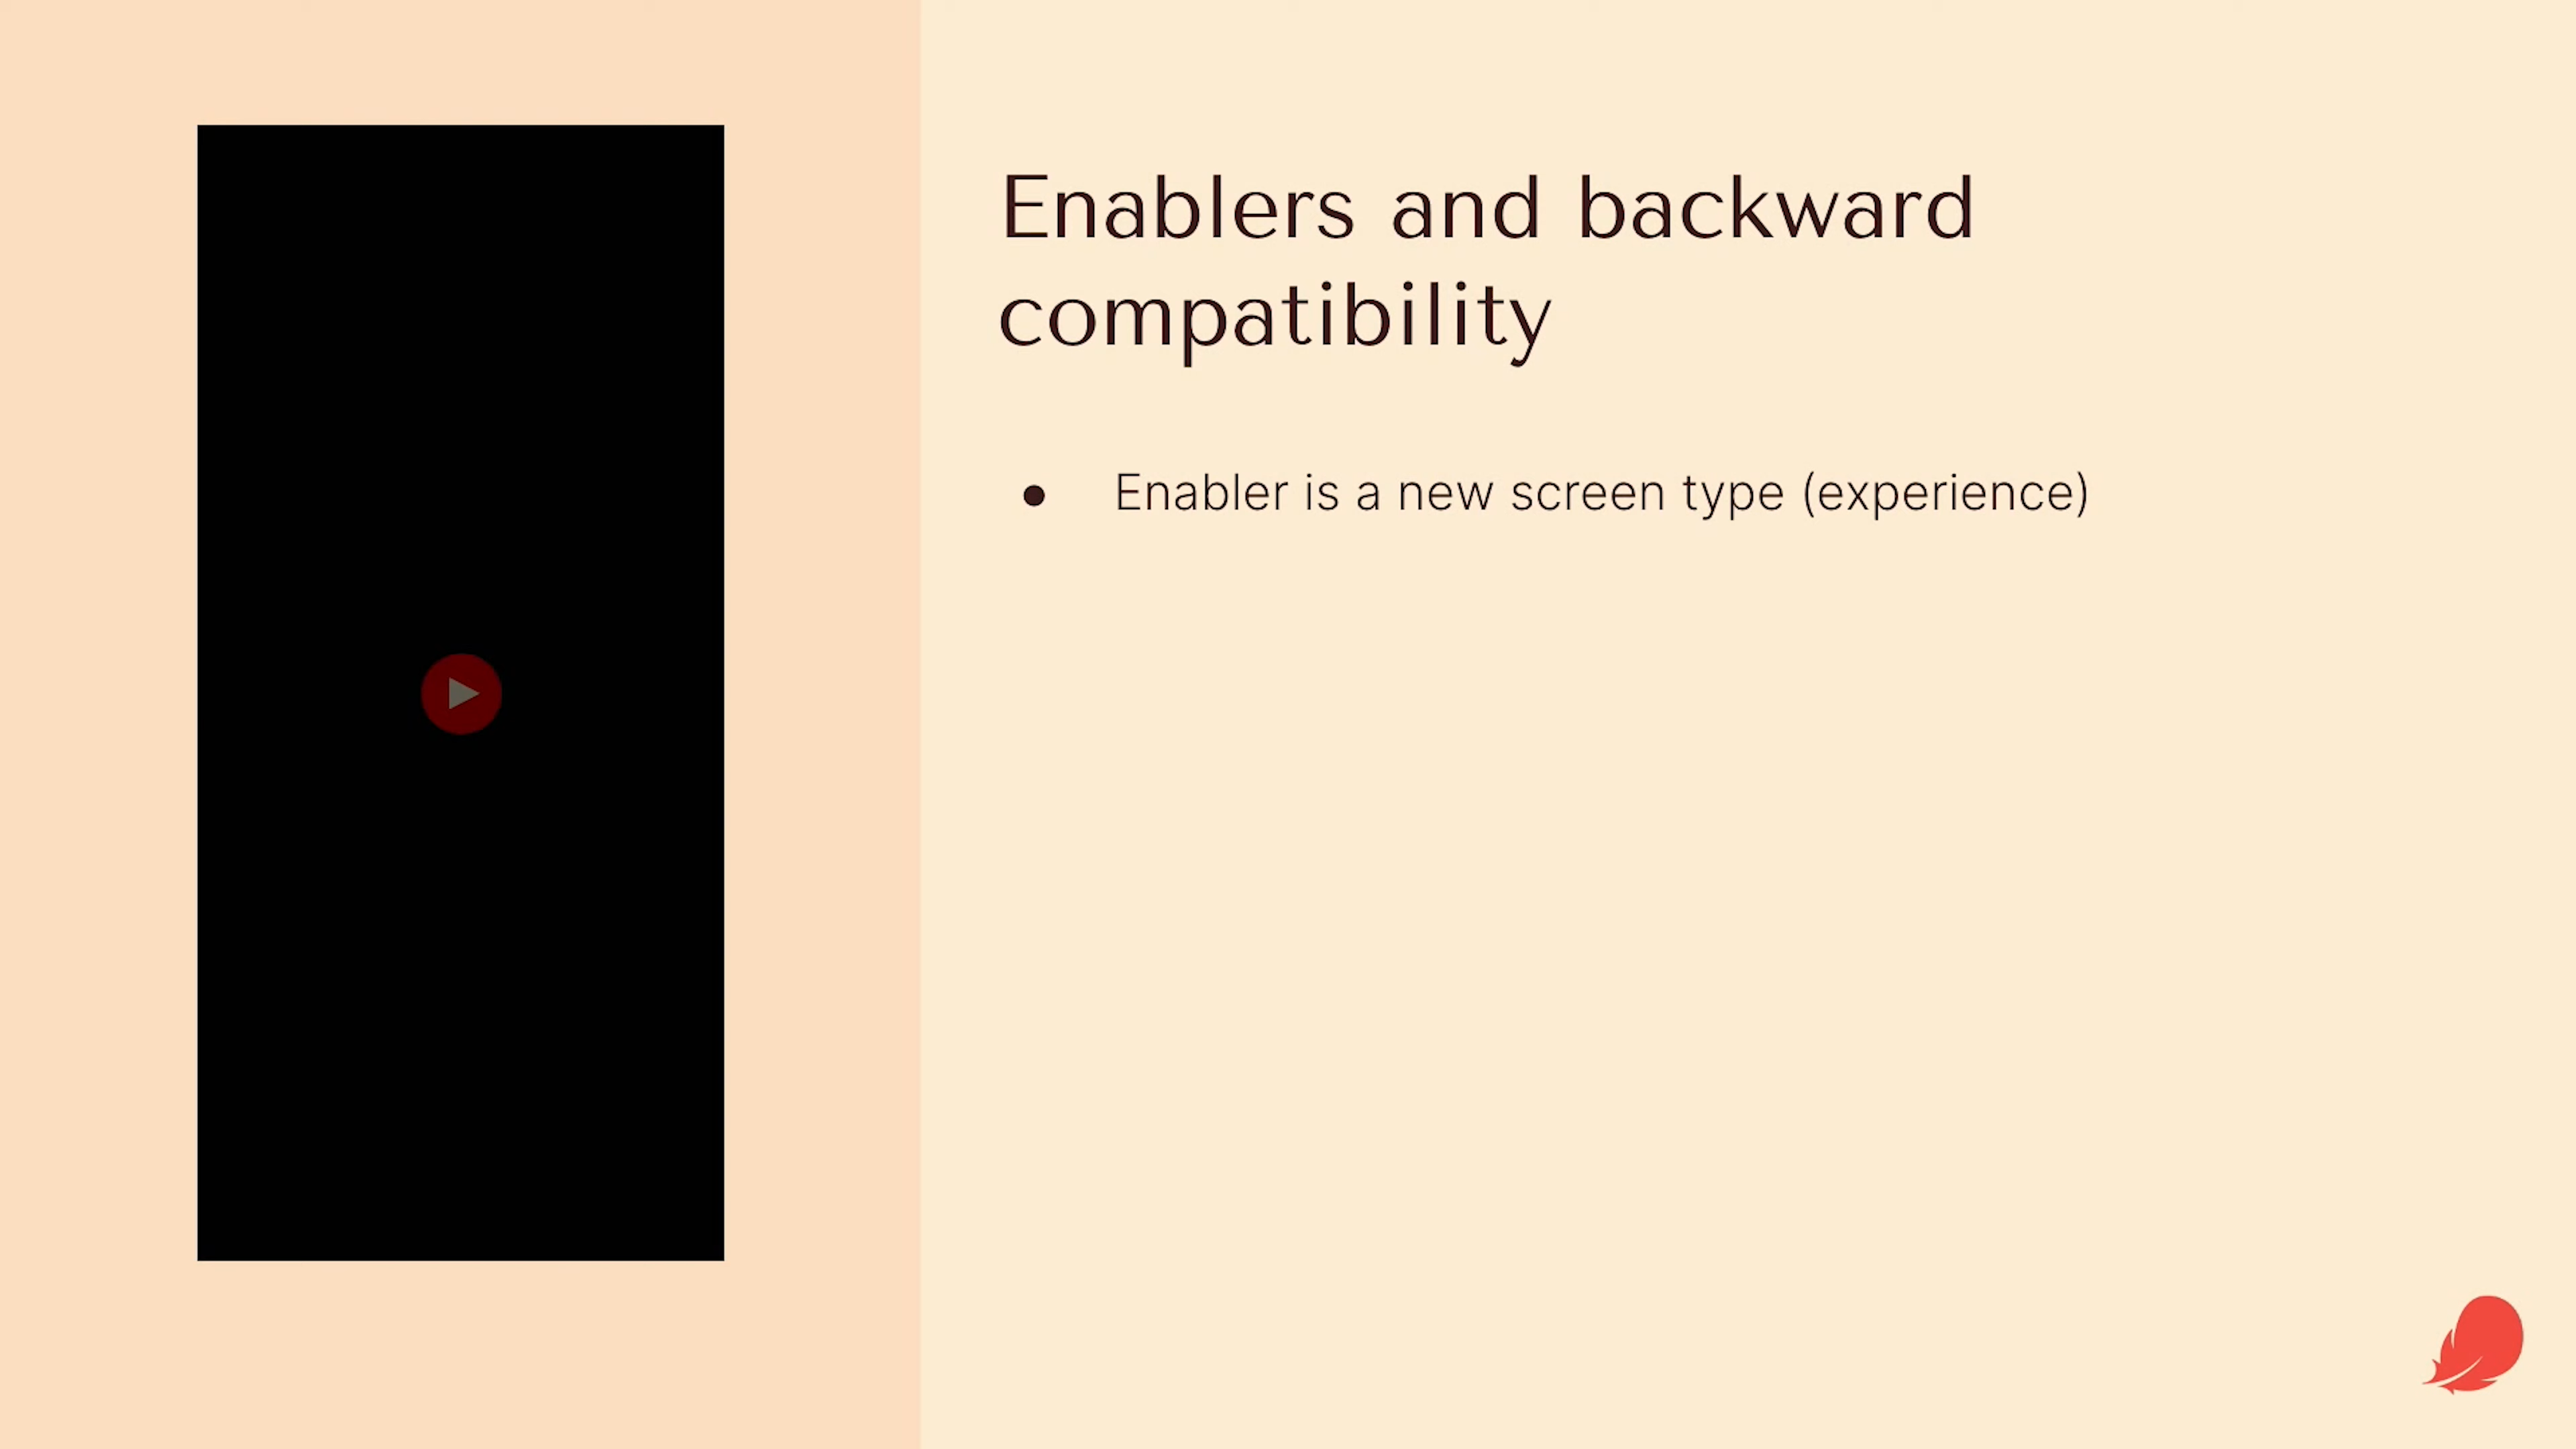 Enablers and backward
compatibility
● Enabler is a new screen type (experience)